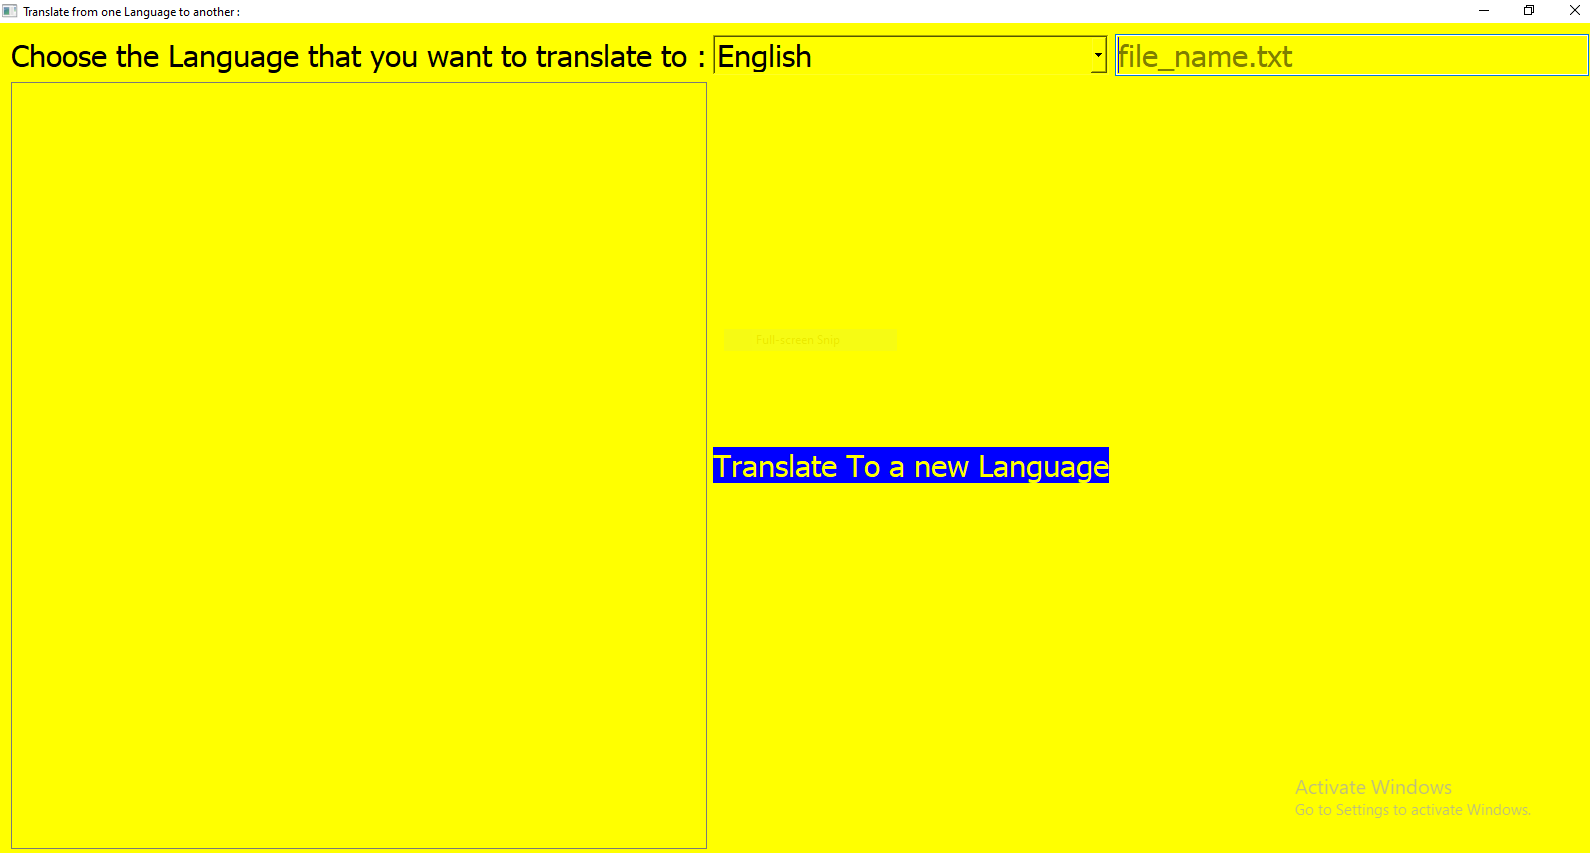 Translate from one Language to another :
Choose the Language that you want to translate to : English file_name.txt
Full-screen Snip
Translate To a new Language
Activate Windows
Go to Settings to activate Windows.